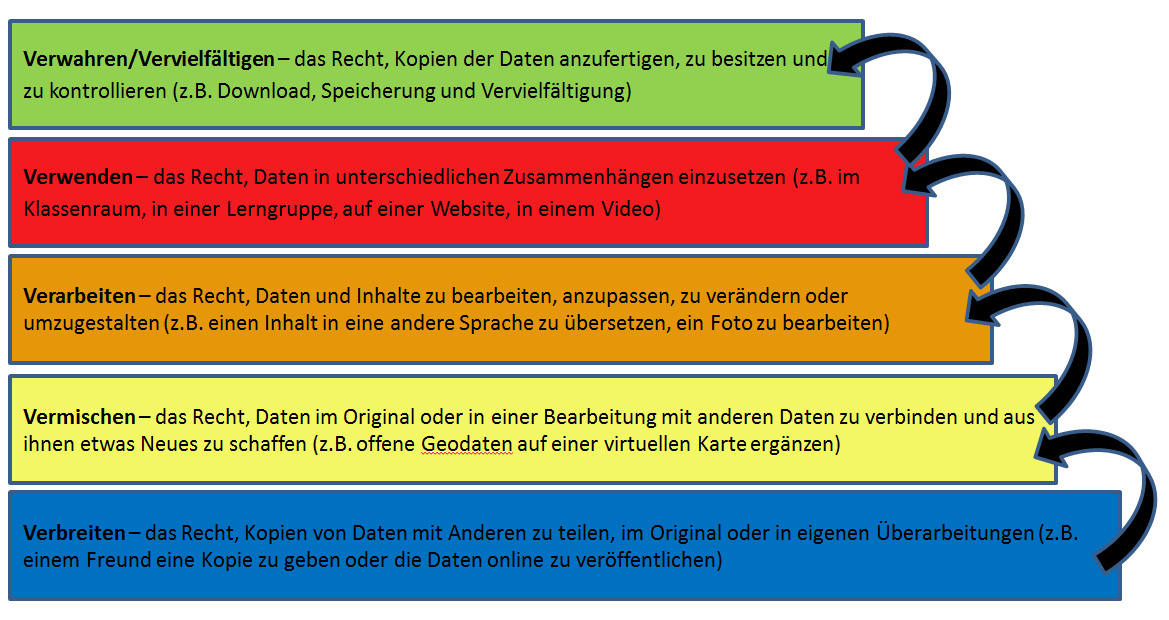 Verwahren/Vervielfältigen – das Recht, Kopien der Daten anzufertigen, zu besitzen und
zu kontrollieren (z.B. Download, Speicherung und Vervielfältigung)
Verwenden – das Recht, Daten in unterschiedlichen Zusammenhängen einzusetzen (z.B. im
Klassenraum, in einer Lerngruppe, auf einer Website, in einem Video)
Verarbeiten – das Recht, Daten und Inhalte zu bearbeiten, anzupassen, zu verändern oder
umzugestalten (z.B. einen Inhalt in eine andere Sprache zu übersetzen, ein Foto zu bearbeiten)
Vermischen – das Recht, Daten im Original oder in einer Bearbeitung mit anderen Daten zu verbinden und aus
ihnen etwas Neues zu schaffen (z.B. offene Geodaten auf einer virtuellen Karte ergänzen)
Verbreiten – das Recht, Kopien von Daten mit Anderen zu teilen, im Original oder in eigenen Überarbeitungen (z.B.
einem Freund eine Kopie zu geben oder die Daten online zu veröffentlichen)